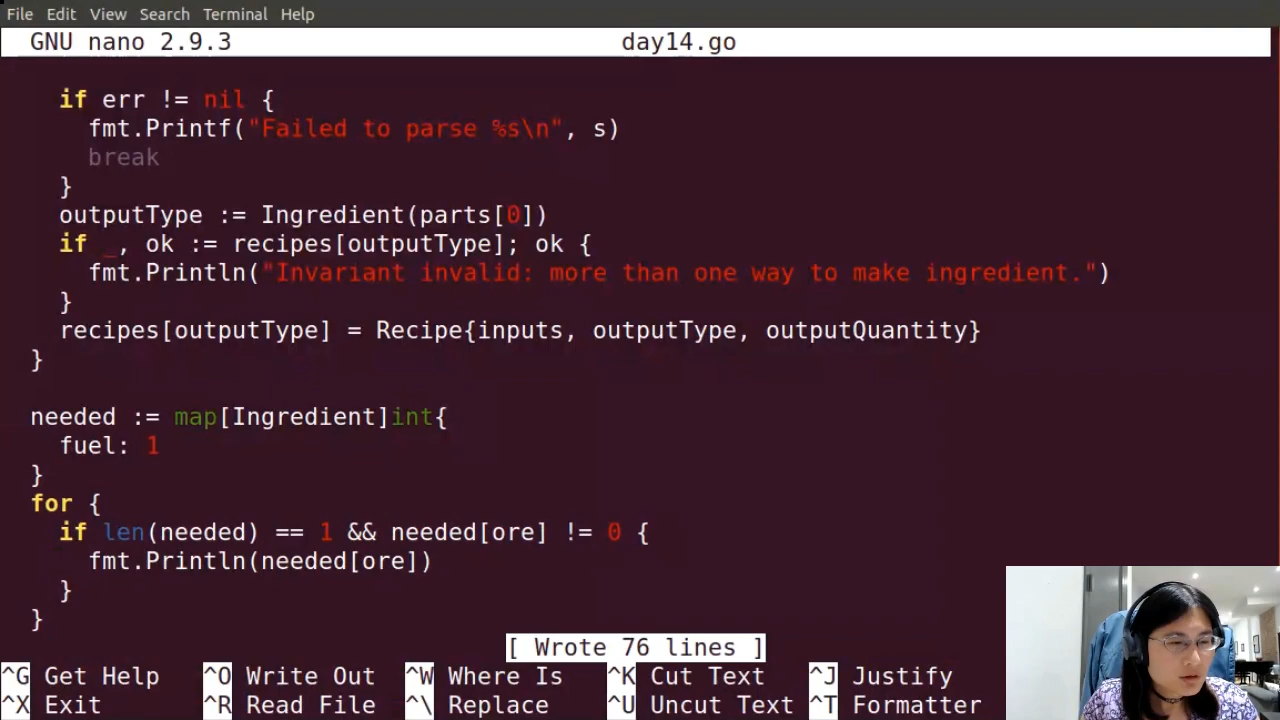 File Edit View Search Terminal Help
GNU nano 2.9.3 day14.go
if err != nil {
fmt.Printf("Failed to parse %s\n", s)
break
}
outputType := Ingredient(parts[0])
if _, ok := recipes[outputType]; ok {
fmt.Println("Invariant invalid: more than one way to make ingredient.")
}
recipes[outputType] = Recipe{inputs, outputType, outputQuantity}
}
needed := map[Ingredient]int{
fuel: 1
}
for {
if len(needed) == 1 && needed[ore] != 0 {
fmt.Println(needed[ore])
}
}
[ Wrote 76 lines ]
^G Get Help ^O Write Out ^W Where Is ^K Cut Text ^J Justify
^X Exit ^R Read File ^\ Replace ^U Uncut Text ^T Formatter